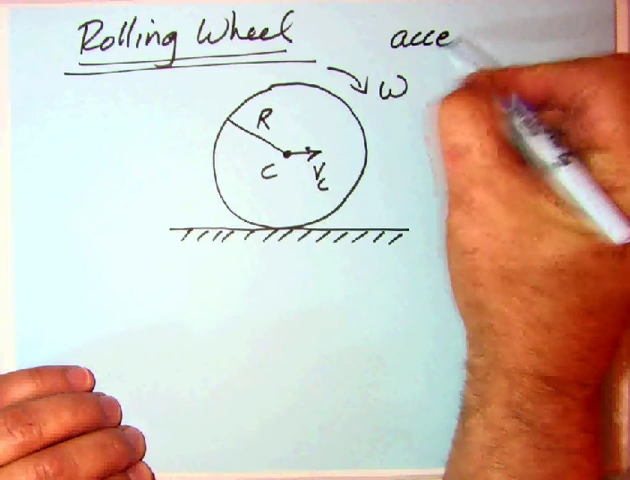 Rolling Wheel
acce
ω
R
C
Vc